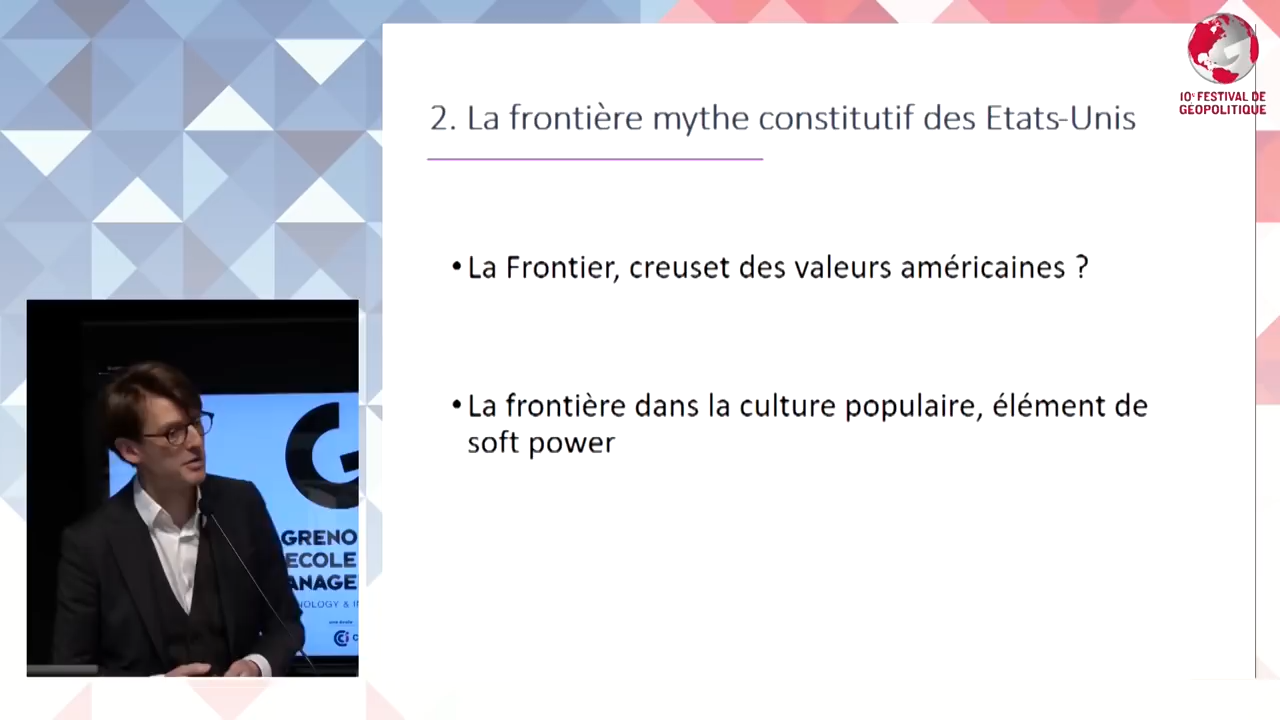 10e FESTIVAL DE
GÉOPOLITIQUE
2. La frontière mythe constitutif des Etats-Unis
• La Frontier, creuset des valeurs américaines ?
• La frontière dans la culture populaire, élément de
soft power
GRENO
ECOLE
ANAGE